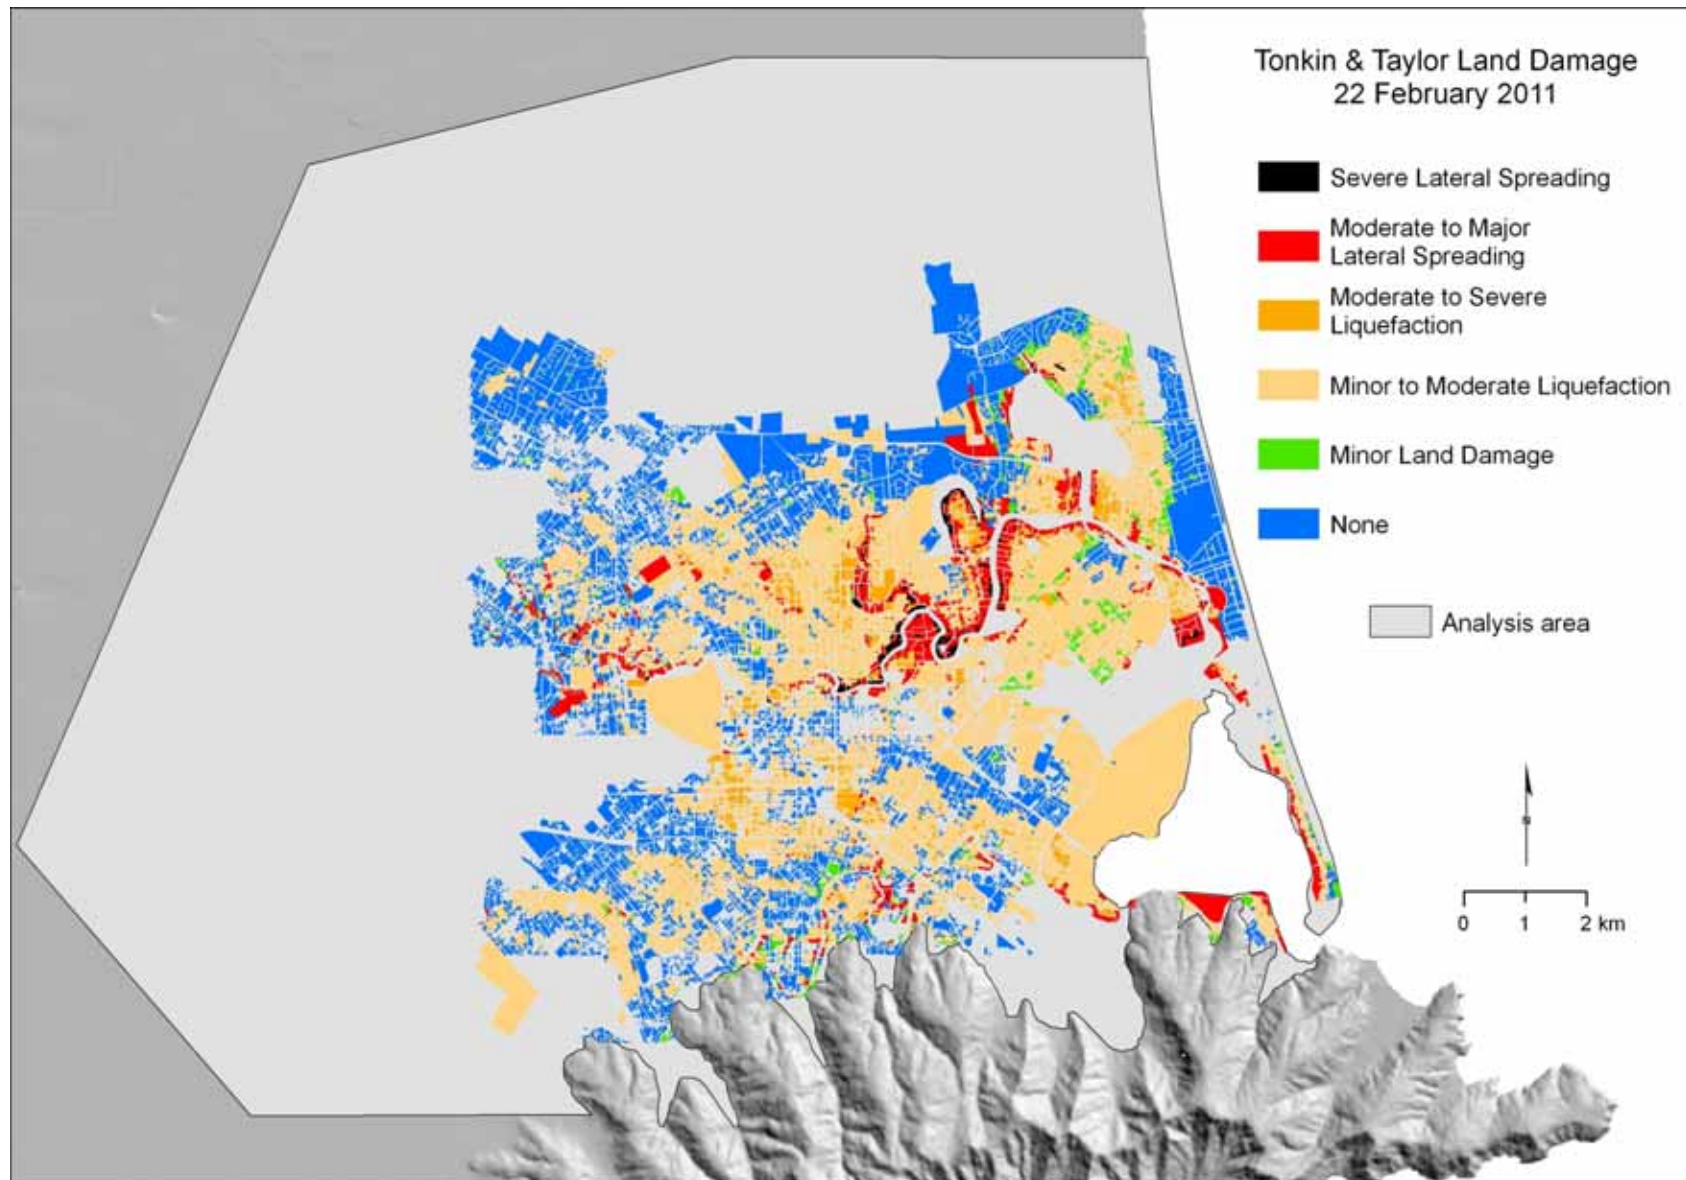 Tonkin & Taylor Land Damage
22 February 2011
Severe Lateral Spreading
Moderate to Major
Lateral Spreading
Moderate to Severe
Liquefaction
Minor to Moderate Liquefaction
Minor Land Damage
None
Analysis area
0 1 2 km